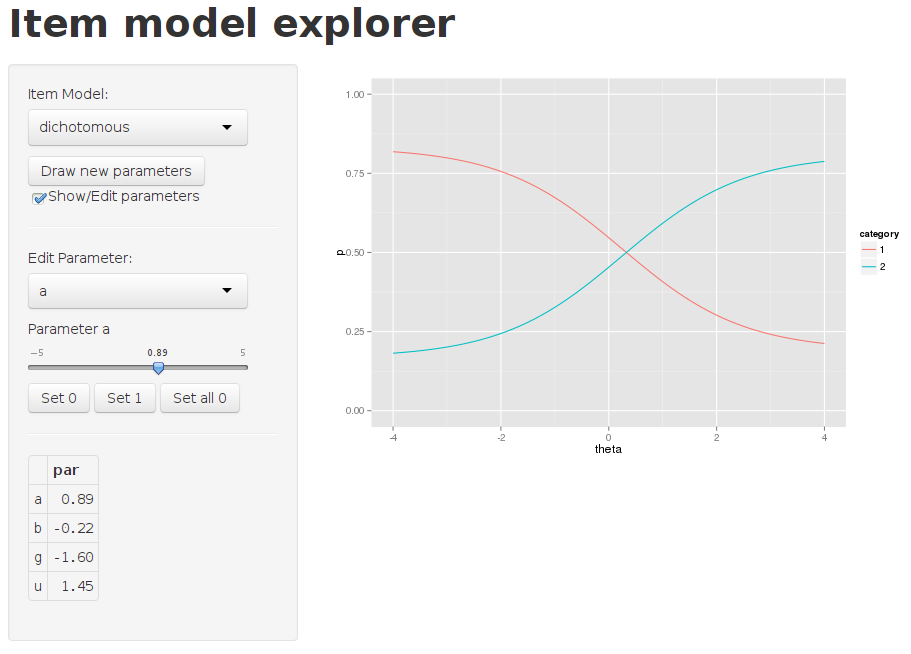 Item model explorer
Item Model:
dichotomous
Draw new parameters
Show/Edit parameters
Edit Parameter:
a
Parameter a
−5 0.89 5
Set 0 Set 1 Set all 0
par
a 0.89
b -0.22
g -1.60
u 1.45
1.00
0.75
0.50
0.25
0.00
p
-4 -2 0 2 4
theta
category
1
2